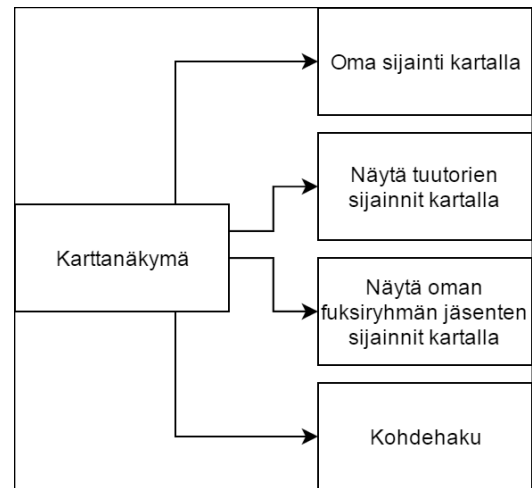 Oma sijainti kartalla
Näytä tuutorien
sijainnit kartalla
Karttanäkymä
Näytä oman
fuksiryhmän jäsenten
sijainnit kartalla
Kohdehaku